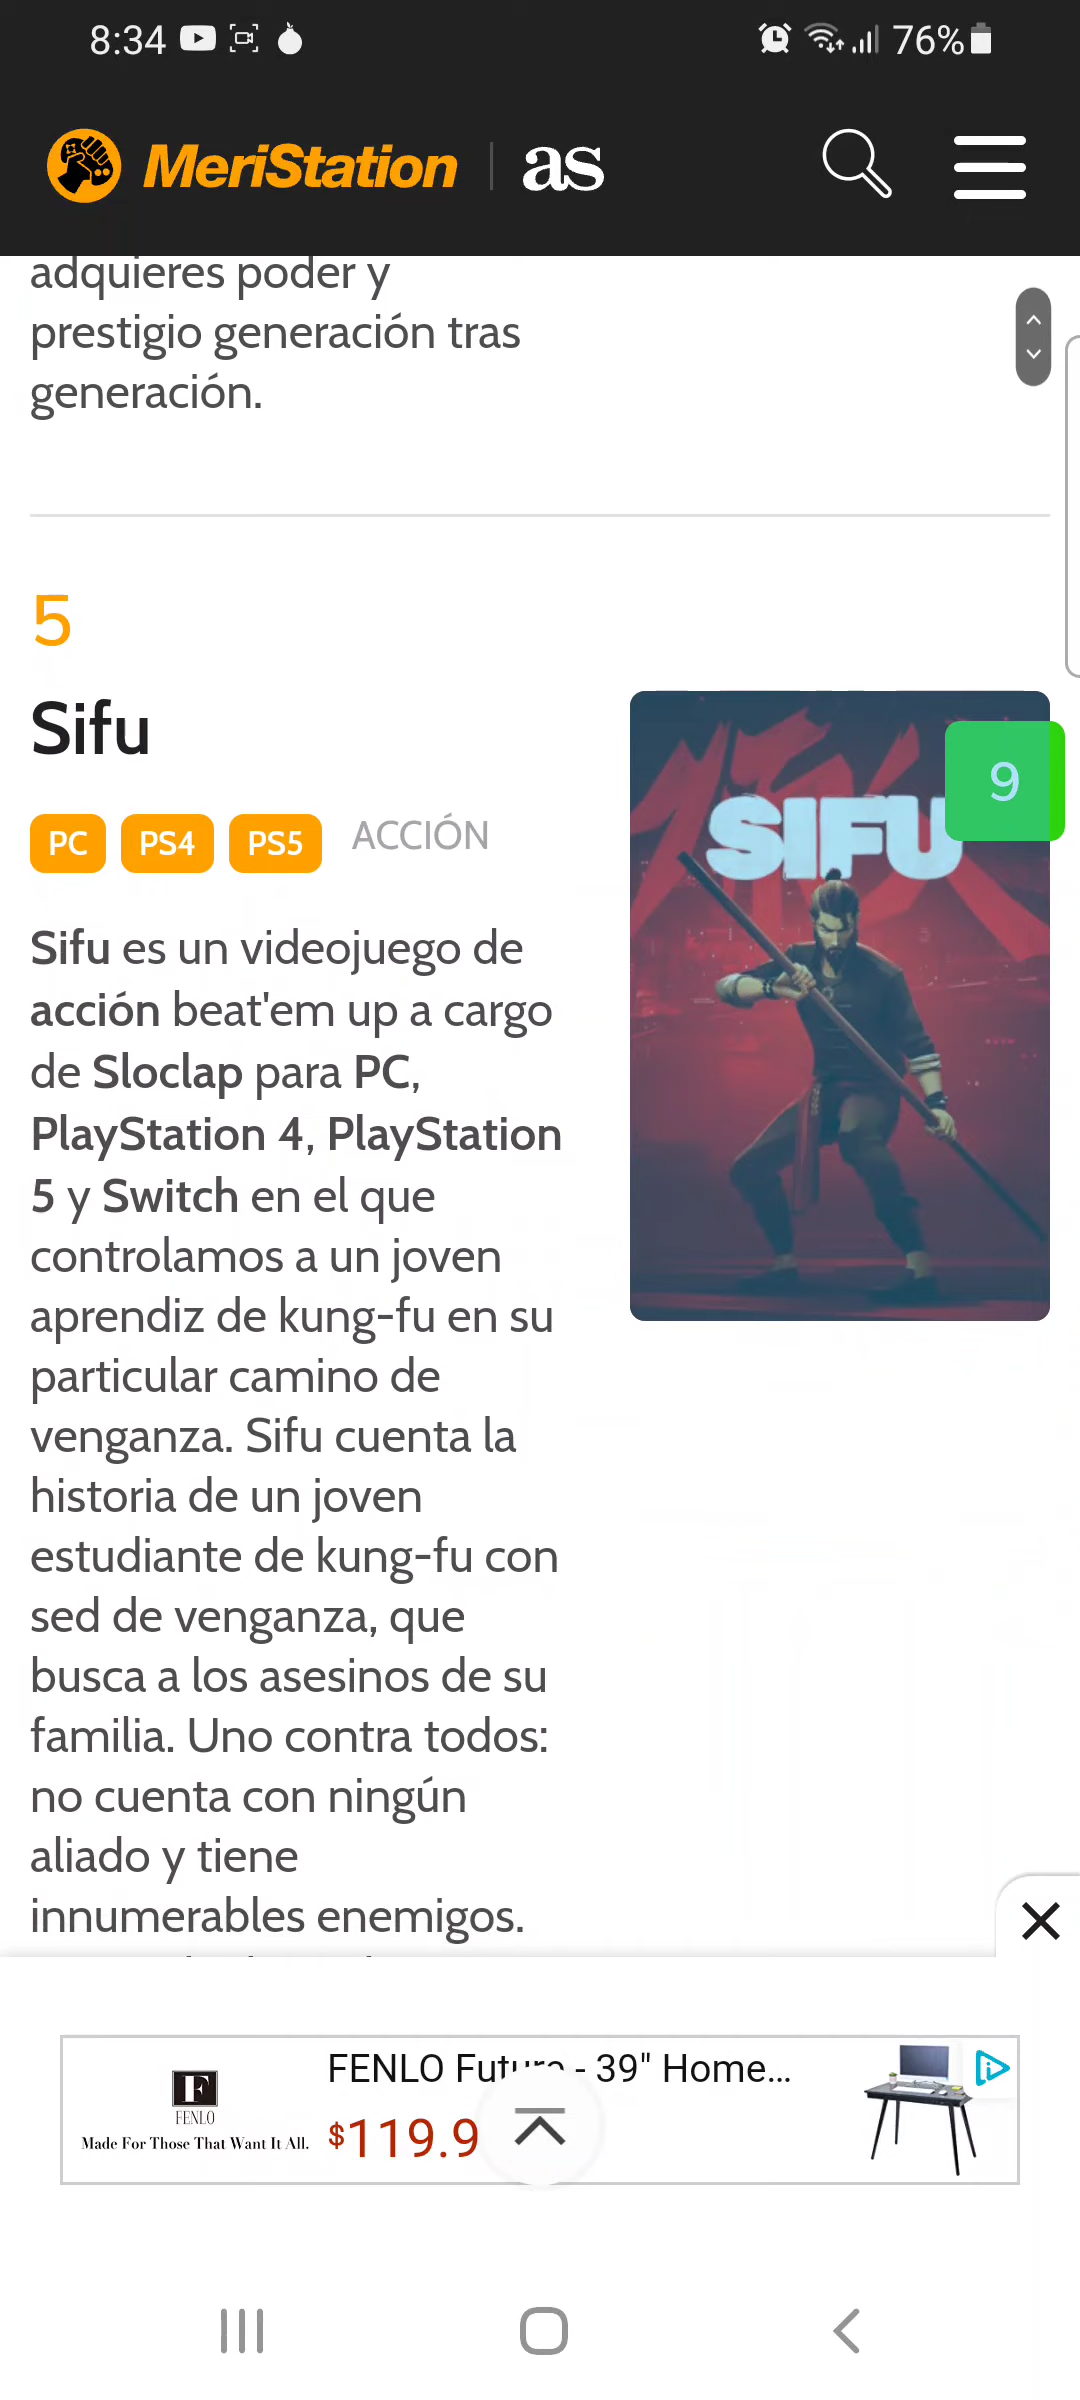 8:34
76%
MeriStation
as
adquieres poder y
prestigio generación tras
generación.
5
Sifu
PC PS4 PS5 ACCIÓN
SIFU
9
Sifu es un videojuego de
acción beat'em up a cargo
de Sloclap para PC,
PlayStation 4, PlayStation
5 y Switch en el que
controlamos a un joven
aprendiz de kung-fu en su
particular camino de
venganza. Sifu cuenta la
historia de un joven
estudiante de kung-fu con
sed de venganza, que
busca a los asesinos de su
familia. Uno contra todos:
no cuenta con ningún
aliado y tiene
innumerables enemigos.
F
FENLO
Made For Those That Want It All.
FENLO Future - 39" Home...
$119.9